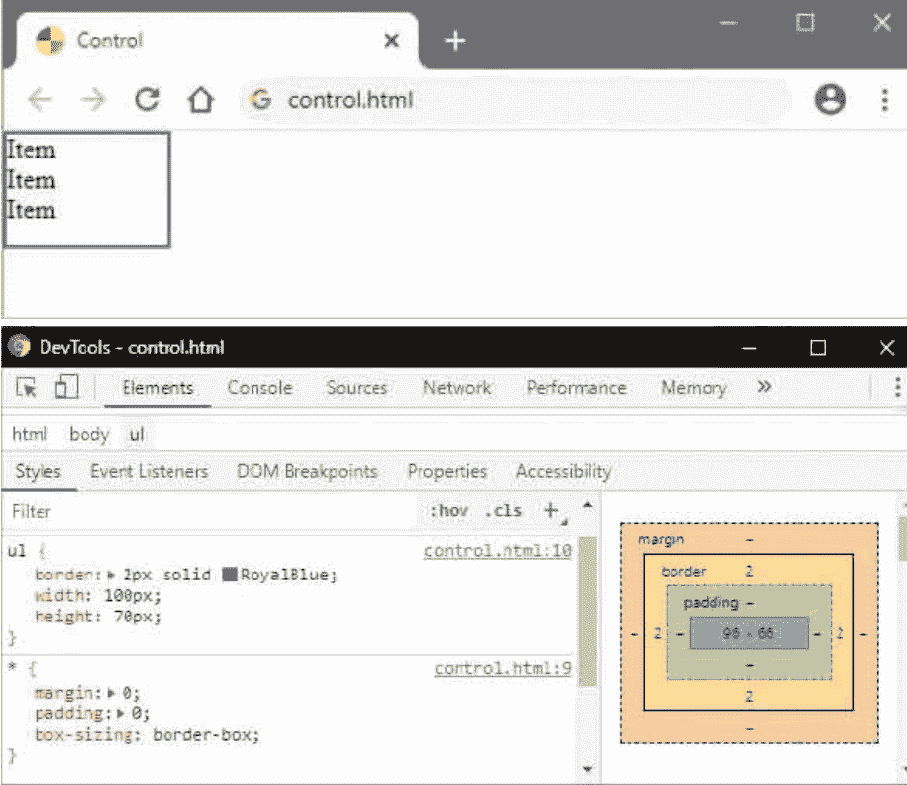 Control
control.html
Item
Item
Item
DevTools - control.html
Elements Console Sources Network Performance Memory »
html body ul
Styles Event Listeners DOM Breakpoints Properties Accessibility
Filter :hov .cls +
ul { control.html:10
border: 2px solid RoyalBlue;
width: 100px;
height: 70px;
}
* { control.html:9
margin: 0;
padding: 0;
box-sizing: border-box;
}
margin -
border 2
padding -
- 2 - 96 × 66 - 2 -
-
2
-